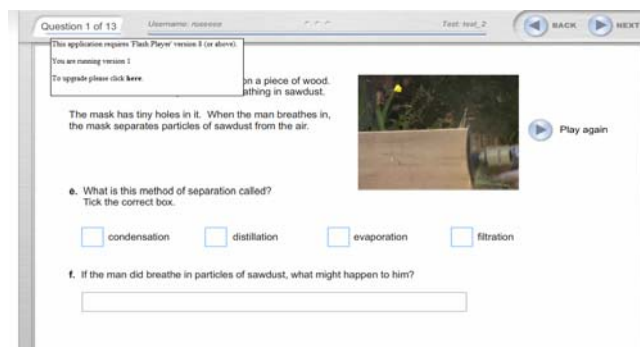 Question 1 of 13
Username: russross
Test: test_2
BACK
NEXT
This application requires 'Flash Player' version 8 (or above).
You are running version 1
To upgrade please click here.
on a piece of wood.
athing in sawdust.
The mask has tiny holes in it. When the man breathes in,
the mask separates particles of sawdust from the air.
Play again
e. What is this method of separation called?
Tick the correct box.
condensation
distillation
evaporation
filtration
f. If the man did breathe in particles of sawdust, what might happen to him?